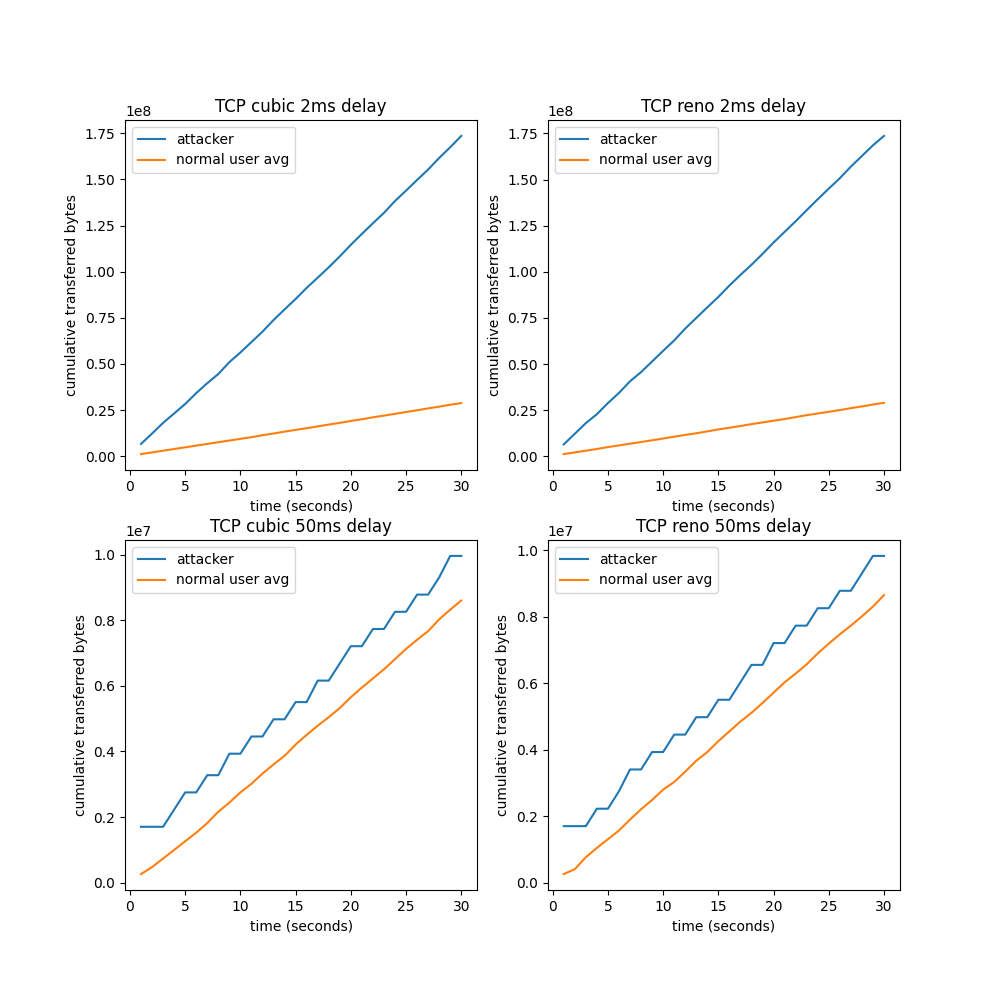 TCP cubic 2ms delay
1e8
attacker
normal user avg
1.75
1.50
1.25
1.00
0.75
0.50
0.25
0.00
cumulative transferred bytes
0 5 10 15 20 25 30
time (seconds)
TCP reno 2ms delay
1e8
attacker
normal user avg
1.75
1.50
1.25
1.00
0.75
0.50
0.25
0.00
cumulative transferred bytes
0 5 10 15 20 25 30
time (seconds)
TCP cubic 50ms delay
1e7
attacker
normal user avg
1.0
0.8
0.6
0.4
0.2
0.0
cumulative transferred bytes
0 5 10 15 20 25 30
time (seconds)
TCP reno 50ms delay
1e7
attacker
normal user avg
1.0
0.8
0.6
0.4
0.2
0.0
cumulative transferred bytes
0 5 10 15 20 25 30
time (seconds)